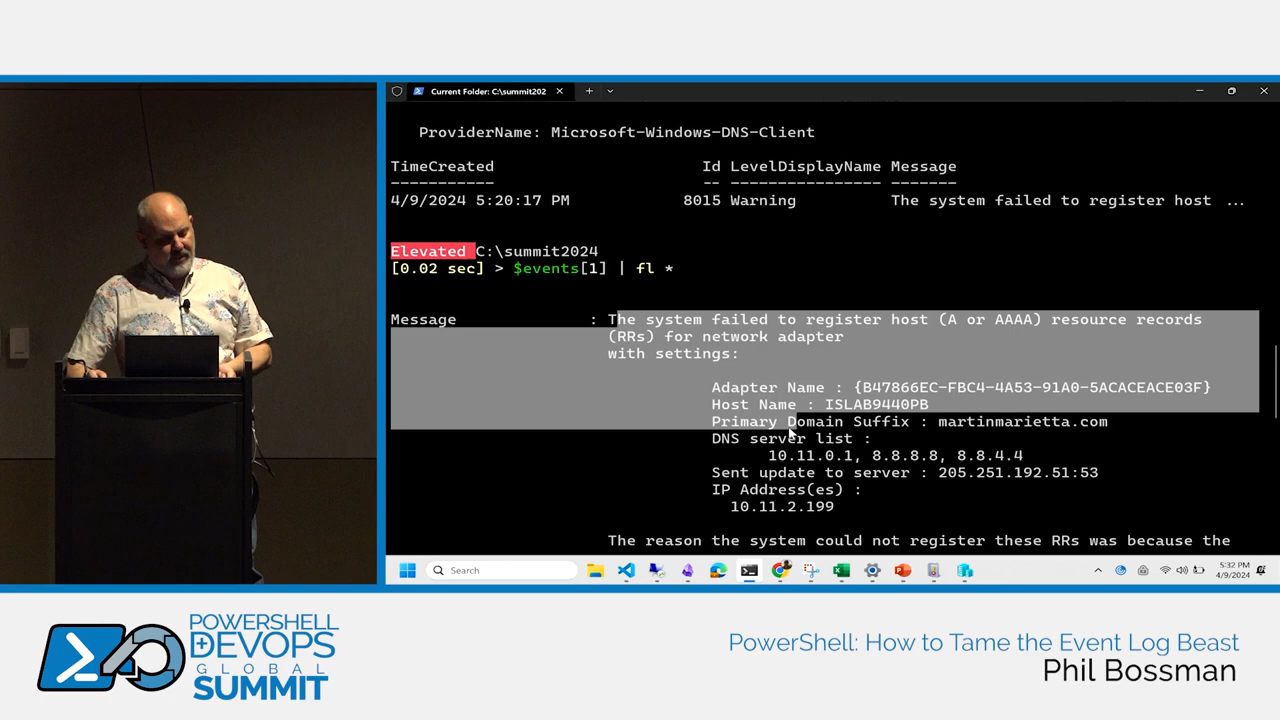 Current Folder: C:\summit202
ProviderName: Microsoft-Windows-DNS-Client
TimeCreated Id LevelDisplayName Message
----------- -- ---------------- -------
4/9/2024 5:20:17 PM 8015 Warning The system failed to register host ...
Elevated C:\summit2024
[0.02 sec] > $events[1] | fl *
Message : The system failed to register host (A or AAAA) resource records
(RRs) for network adapter
with settings:
Adapter Name : {B47866EC-FBC4-4A53-91A0-5ACACEACE03F}
Host Name : ISLAB9440PB
Primary Domain Suffix : martinmarietta.com
DNS server list :
10.11.0.1, 8.8.8.8, 8.8.4.4
Sent update to server : 205.251.192.51:53
IP Address(es) :
10.11.2.199
The reason the system could not register these RRs was because the
Search
5:32 PM
4/9/2024
POWERSHELL
DEVOPS
GLOBAL
SUMMIT
PowerShell: How to Tame the Event Log Beast
Phil Bossman